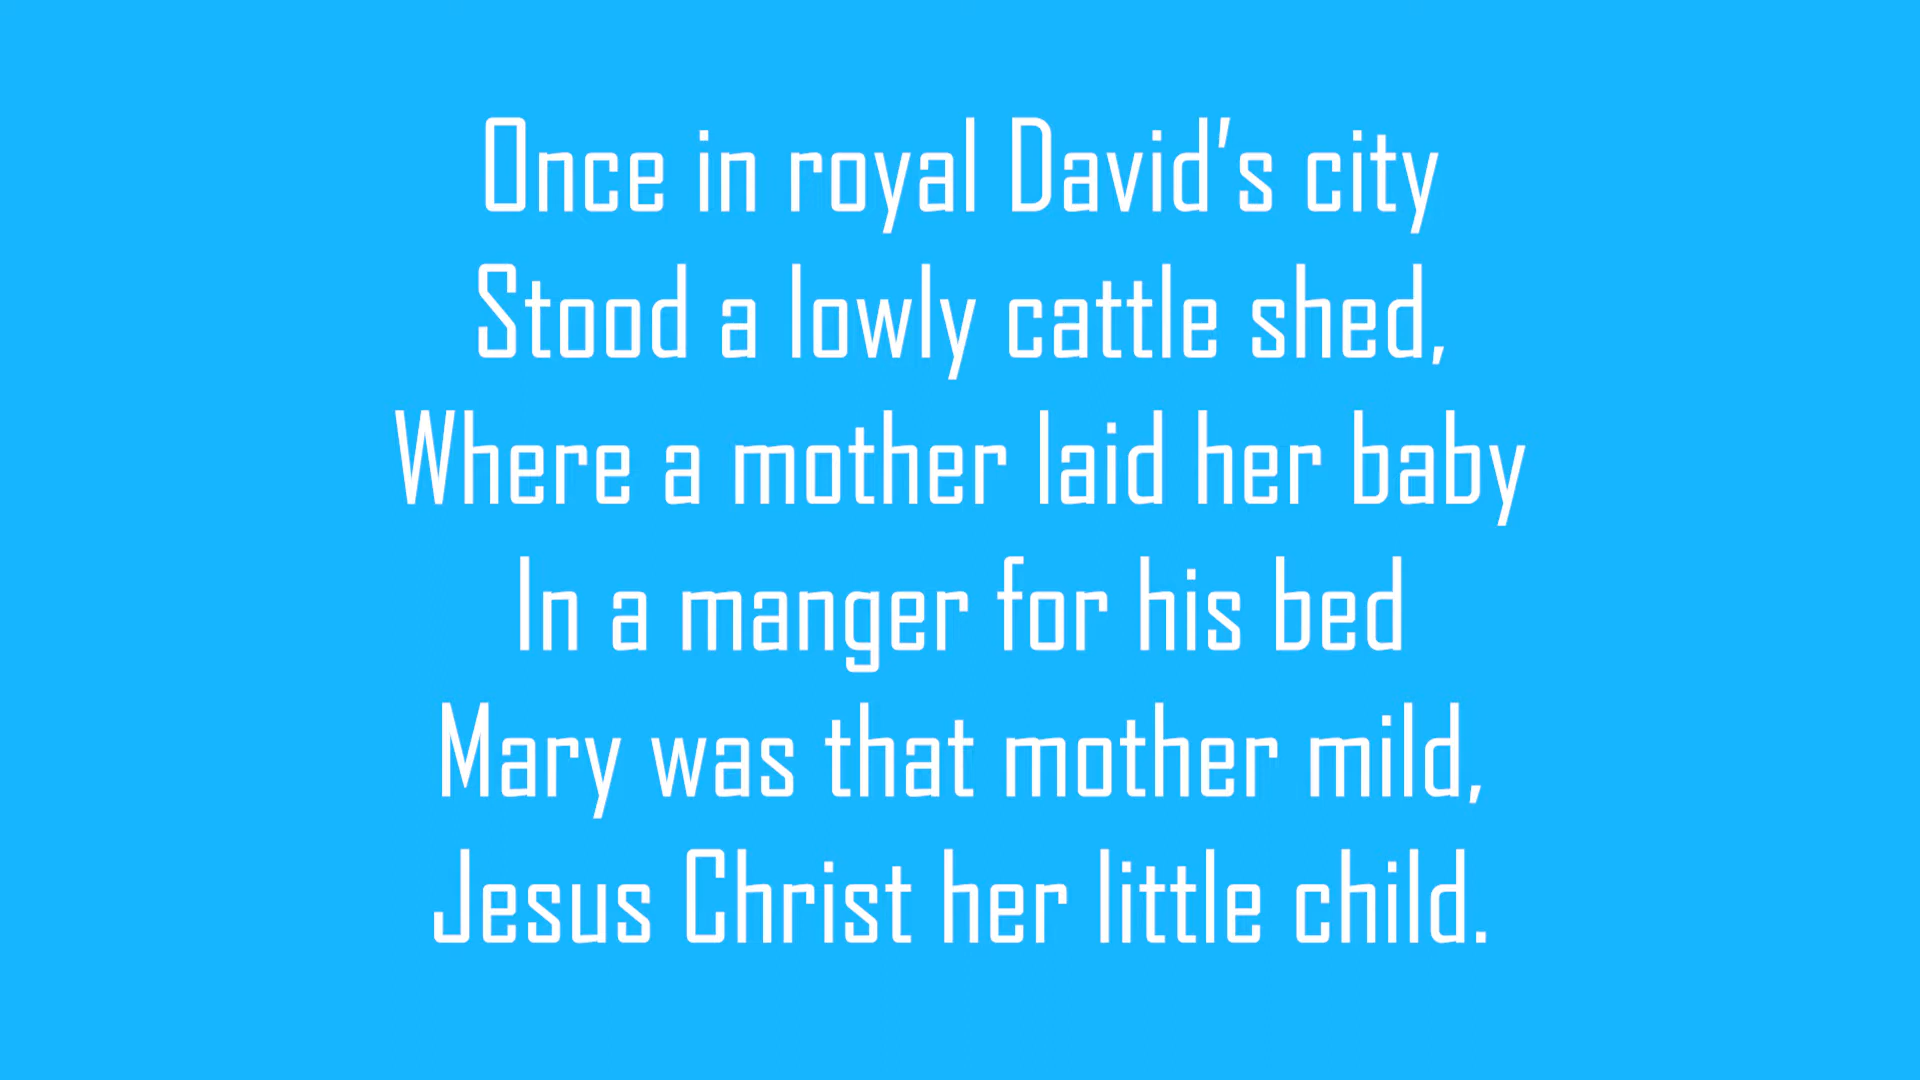 Once in royal David’s city
Stood a lowly cattle shed,
Where a mother laid her baby
In a manger for his bed
Mary was that mother mild,
Jesus Christ her little child.